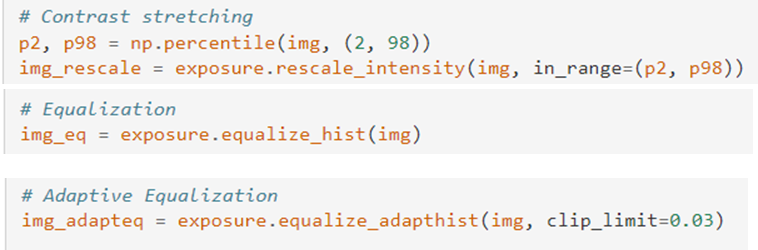 # Contrast stretching
p2, p98 = np.percentile(img, (2, 98))
img_rescale = exposure.rescale_intensity(img, in_range=(p2, p98))
# Equalization
img_eq = exposure.equalize_hist(img)
# Adaptive Equalization
img_adapteq = exposure.equalize_adapthist(img, clip_limit=0.03)